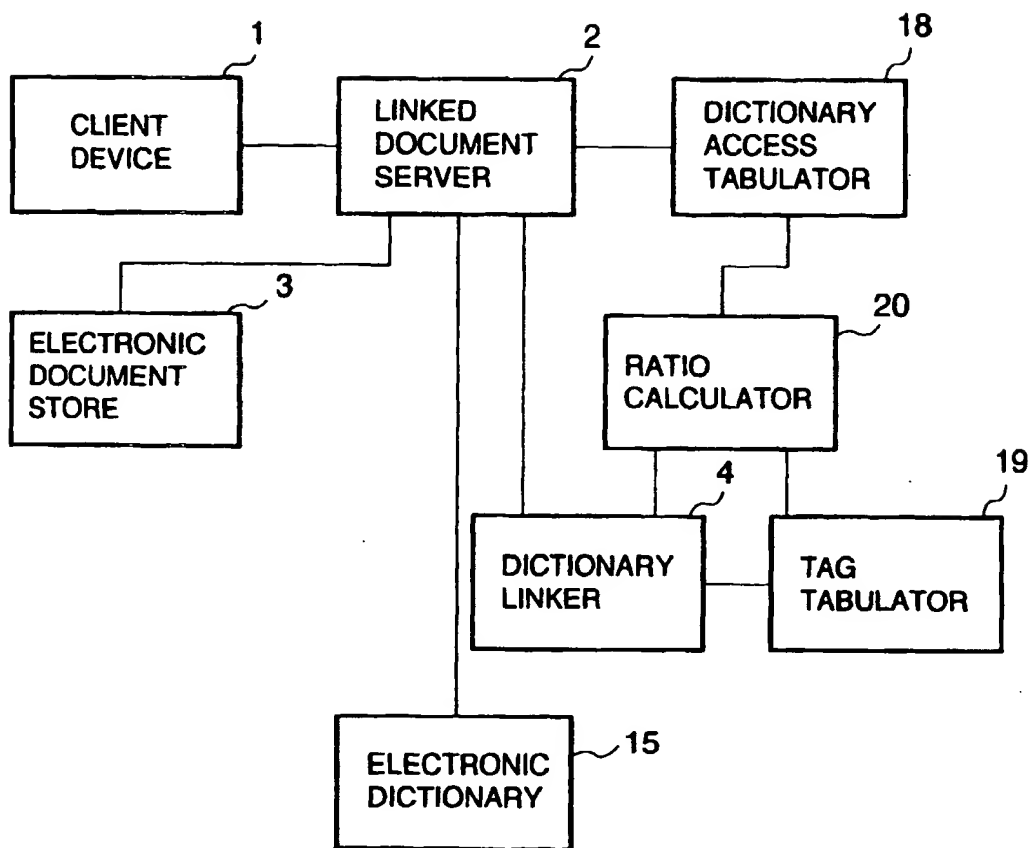 1
CLIENT
DEVICE
2
LINKED
DOCUMENT
SERVER
18
DICTIONARY
ACCESS
TABULATOR
3
ELECTRONIC
DOCUMENT
STORE
20
RATIO
CALCULATOR
4
DICTIONARY
LINKER
19
TAG
TABULATOR
15
ELECTRONIC
DICTIONARY